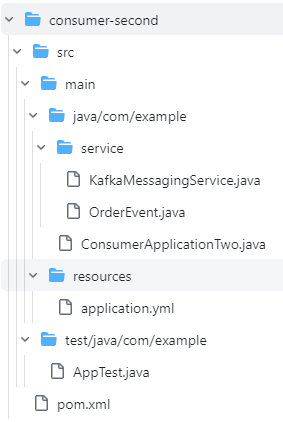 consumer-second
src
main
java/com/example
service
KafkaMessagingService.java
OrderEvent.java
ConsumerApplicationTwo.java
resources
application.yml
test/java/com/example
AppTest.java
pom.xml